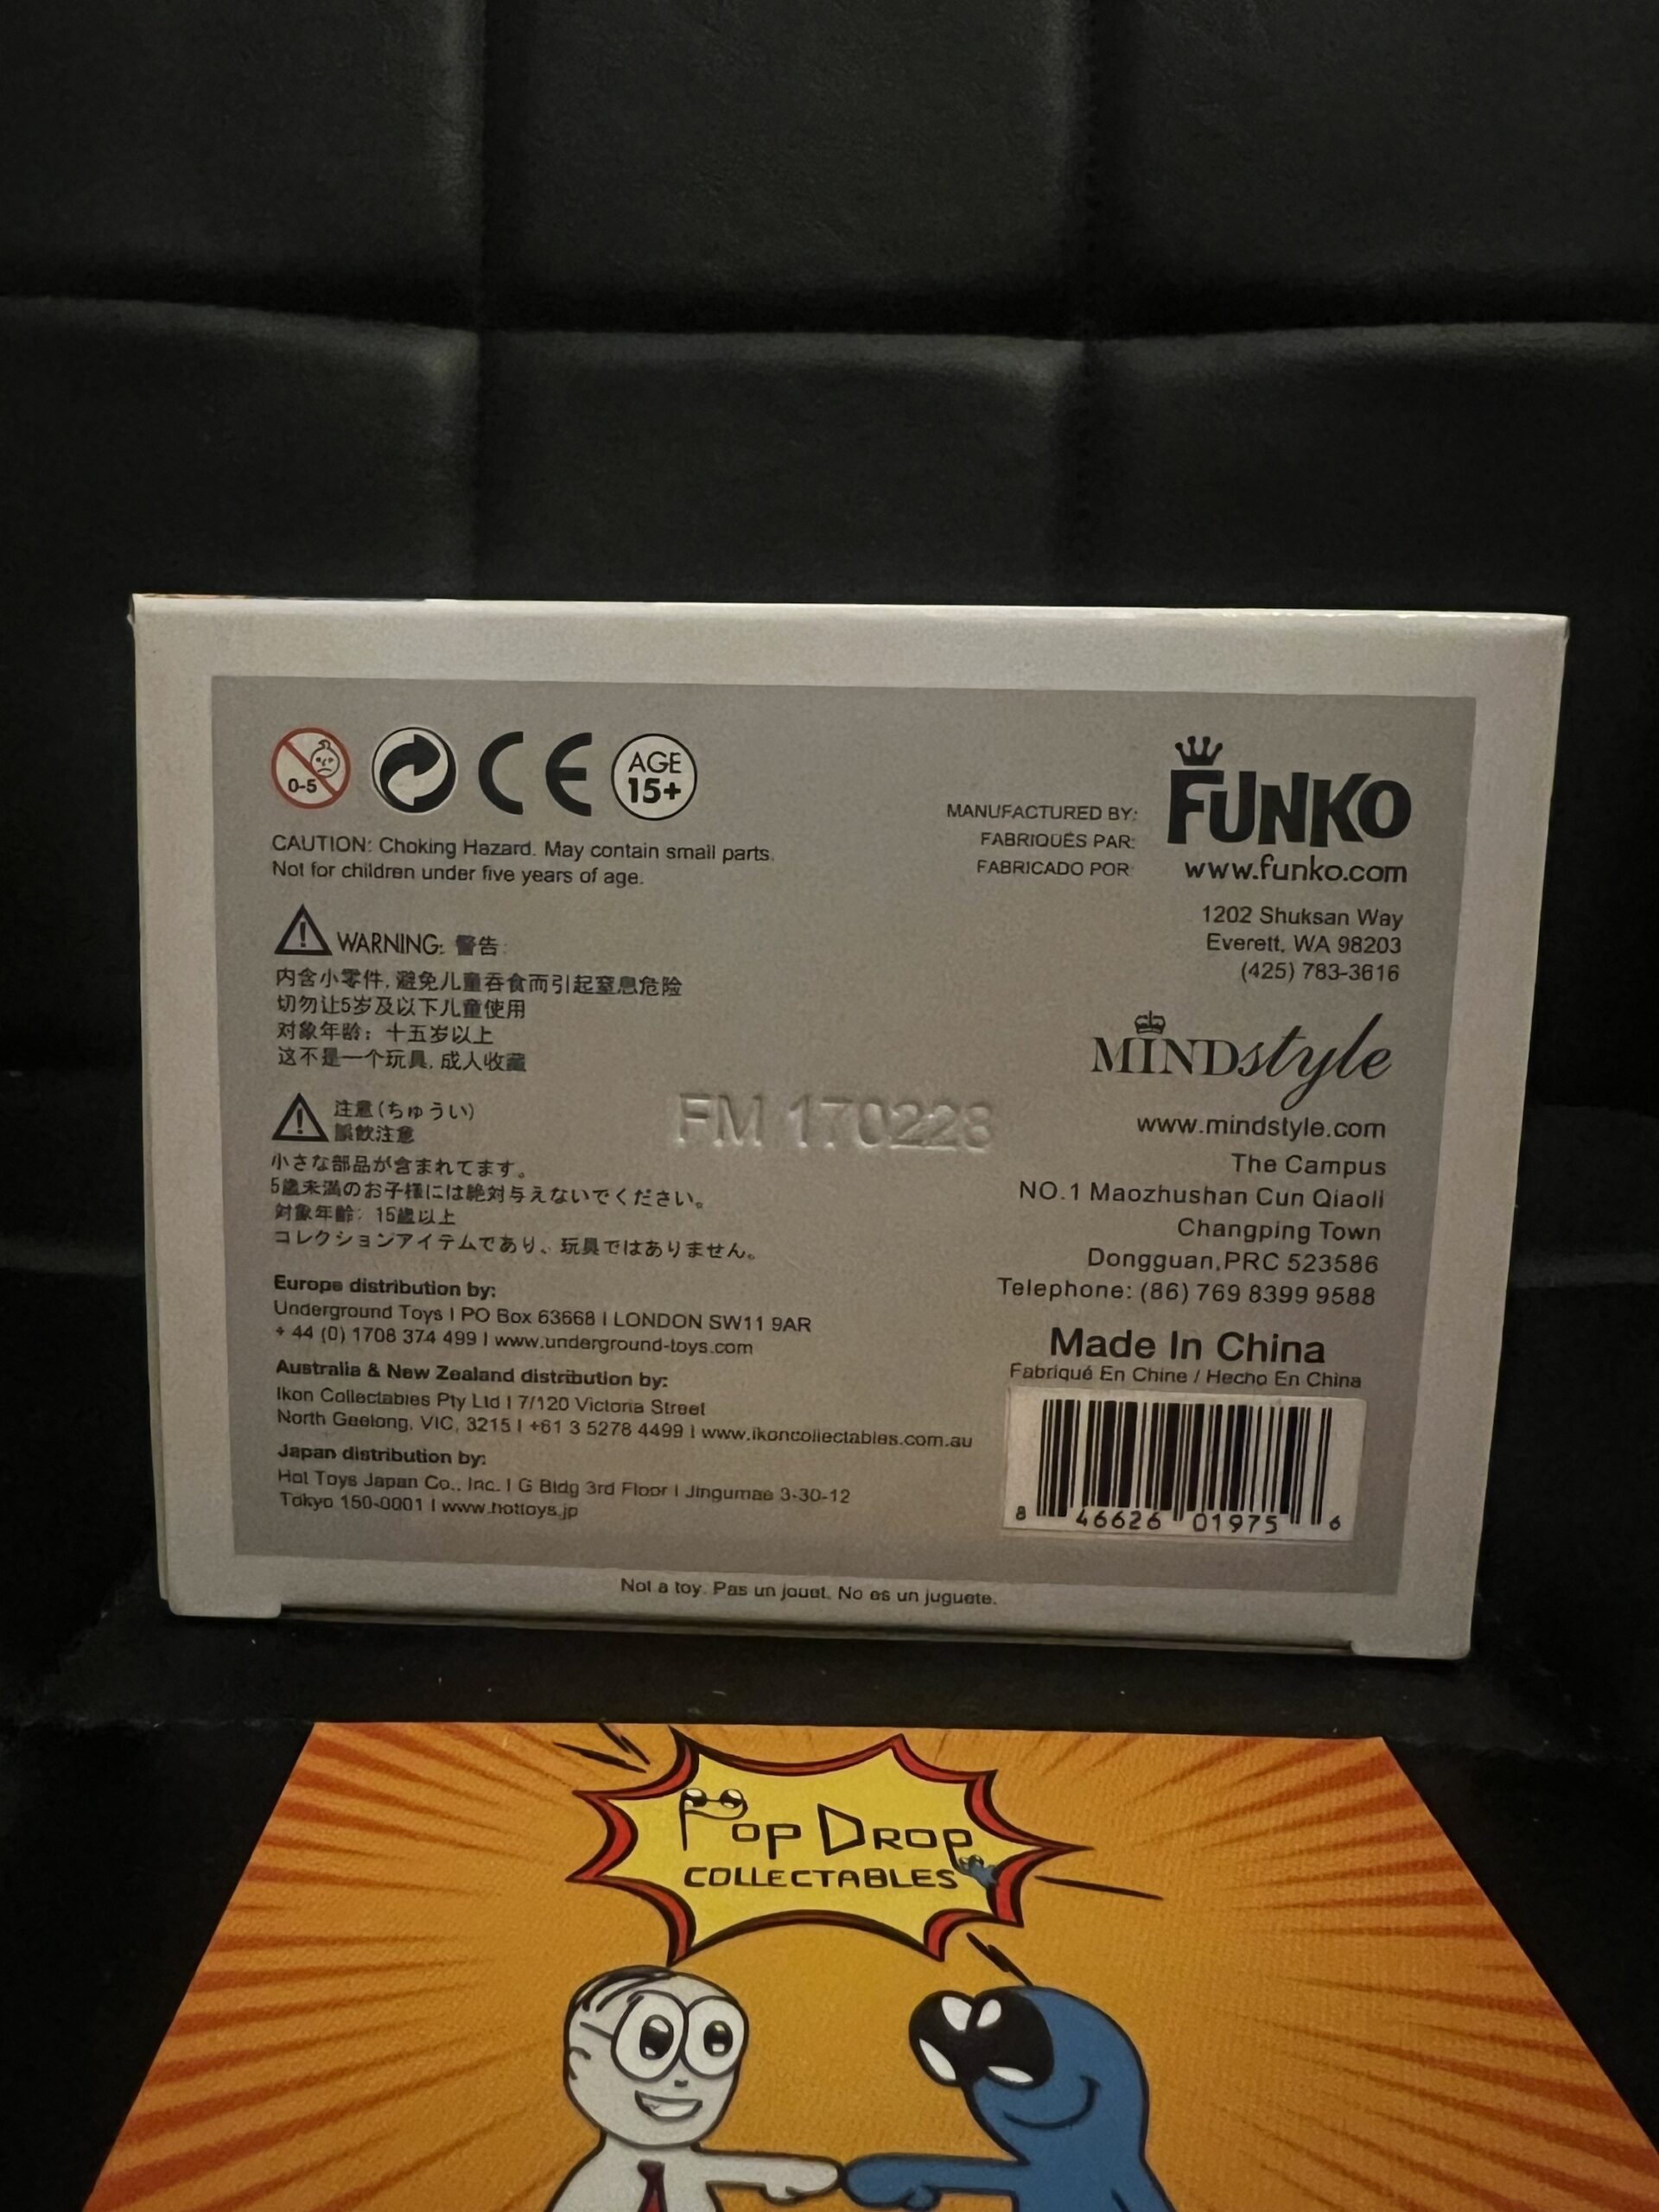 0-5
CE
AGE
15+
CAUTION: Choking Hazard. May contain small parts.
Not for children under five years of age.
WARNING: 警告:
内含小零件, 避免儿童吞食而引起窒息危险
切勿让5岁及以下儿童使用
对象年龄: 十五岁以上
这不是一个玩具, 成人收藏
注意(ちゅうい)
誤飲注意
小さな部品が含まれてます。
5歳未満のお子様には絶対与えないでください。
対象年齢: 15歳以上
コレクションアイテムであり、玩具ではありません。
Europe distribution by:
Underground Toys | PO Box 63668 | LONDON SW11 9AR
+ 44 (0) 1708 374 499 | www.underground-toys.com
Australia & New Zealand distribution by:
Ikon Collectables Pty Ltd | 7/120 Victoria Street
North Geelong, VIC, 3215 | +61 3 5278 4499 | www.ikoncollectables.com.au
Japan distribution by:
Hot Toys Japan Co., Inc. | G Bldg 3rd Floor | Jingumae 3-30-12
Tokyo 150-0001 | www.hottoys.jp
FM 170228
MANUFACTURED BY:
FABRIQUÉS PAR:
FABRICADO POR:
FUNKO
www.funko.com
1202 Shuksan Way
Everett, WA 98203
(425) 783-3616
MINDstyle
www.mindstyle.com
The Campus
NO.1 Maozhushan Cun Qiaoli
Changping Town
Dongguan,PRC 523586
Telephone: (86) 769 8399 9588
Made In China
Fabriqué En Chine / Hecho En China
8 46626 01975 6
Not a toy. Pas un jouet. No es un juguete.
POP DROP
COLLECTABLES